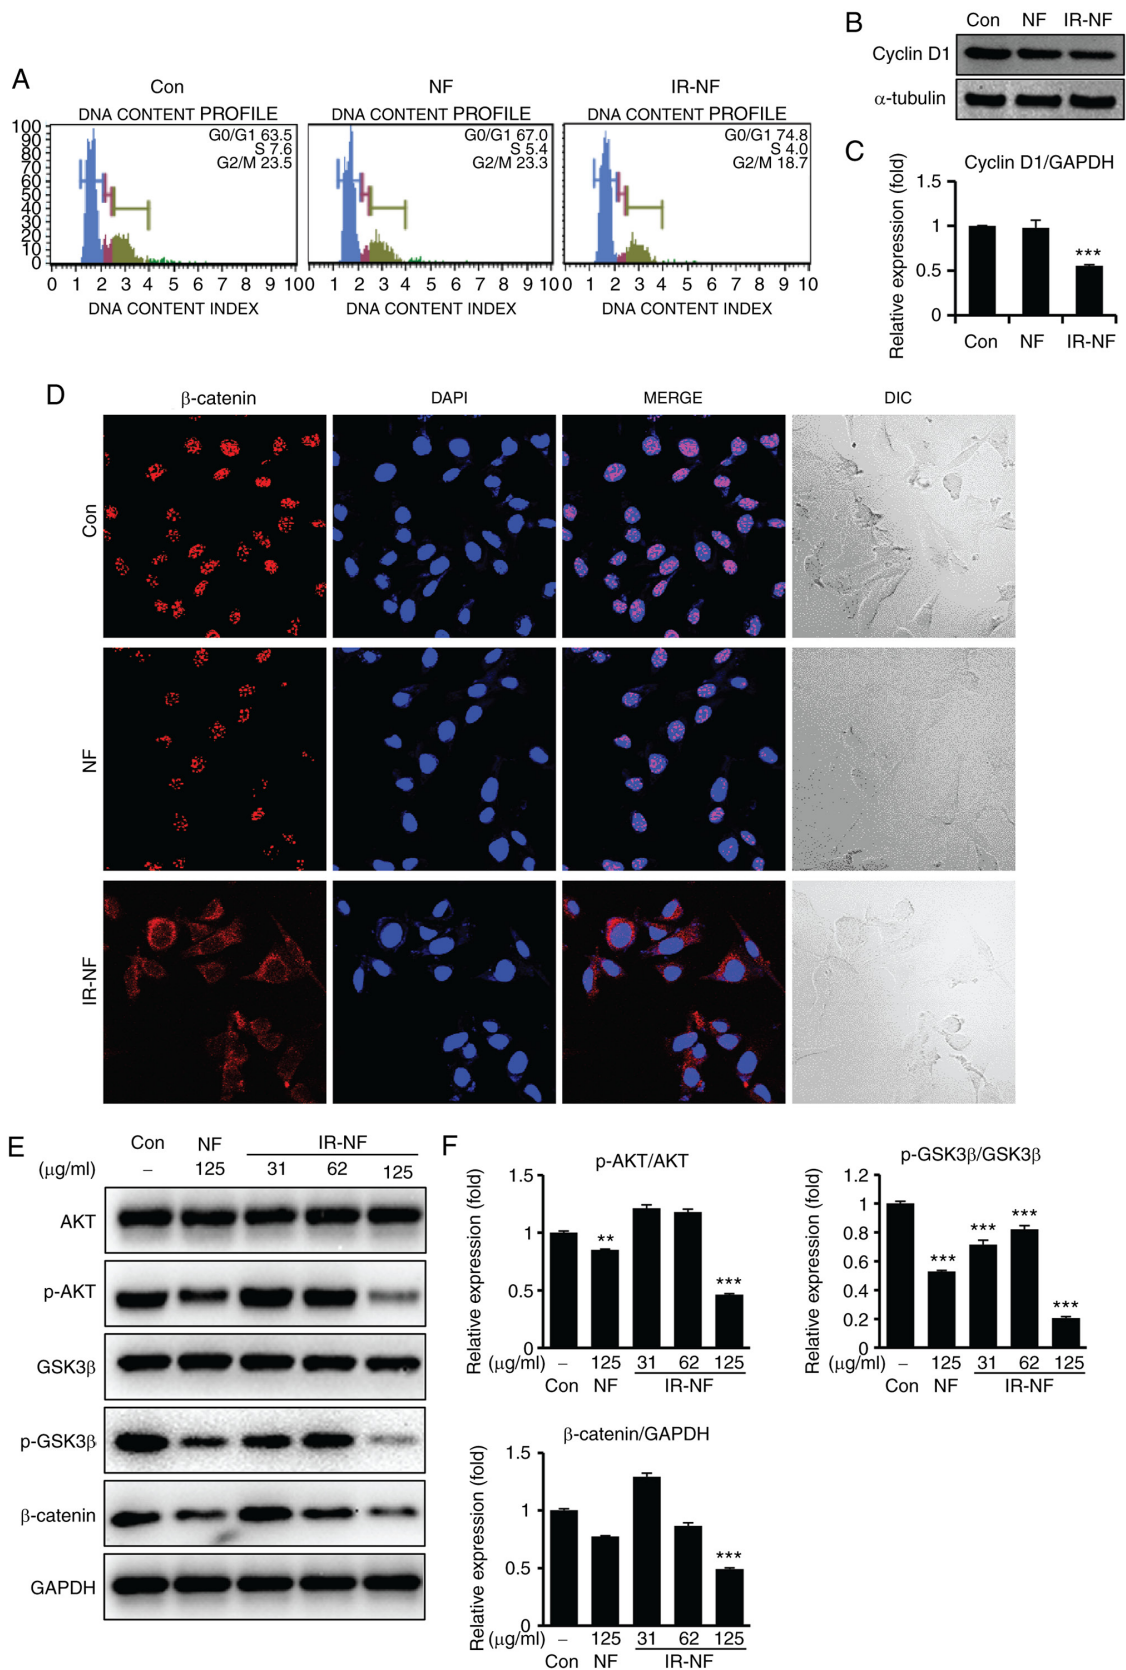 A
Con
NF
IR-NF
DNA CONTENT PROFILE
DNA CONTENT PROFILE
DNA CONTENT PROFILE
G0/G1 63.5
S 7.6
G2/M 23.5
G0/G1 67.0
S 5.4
G2/M 23.3
G0/G1 74.8
S 4.0
G2/M 18.7
100
90
80
70
60
50
40
30
20
10
0
0 1 2 3 4 5 6 7 8 9 10
0 1 2 3 4 5 6 7 8 9 10
0 1 2 3 4 5 6 7 8 9 10
DNA CONTENT INDEX
DNA CONTENT INDEX
DNA CONTENT INDEX
B
Con NF IR-NF
Cyclin D1
α-tubulin
C
Cyclin D1/GAPDH
Relative expression (fold)
1.5
1
0.5
0
***
Con NF IR-NF
D
β-catenin DAPI MERGE DIC
Con
NF
IR-NF
E
Con NF IR-NF
(μg/ml) – 125 31 62 125
AKT
p-AKT
GSK3β
p-GSK3β
β-catenin
GAPDH
F
p-AKT/AKT
Relative expression (fold)
1.5
1
0.5
0
**
***
(μg/ml) – 125 31 62 125
Con NF IR-NF
p-GSK3β/GSK3β
Relative expression (fold)
1.2
1
0.8
0.6
0.4
0.2
0
***
***
***
***
(μg/ml) – 125 31 62 125
Con NF IR-NF
β-catenin/GAPDH
Relative expression (fold)
1.5
1
0.5
0
***
(μg/ml) – 125 31 62 125
Con NF IR-NF